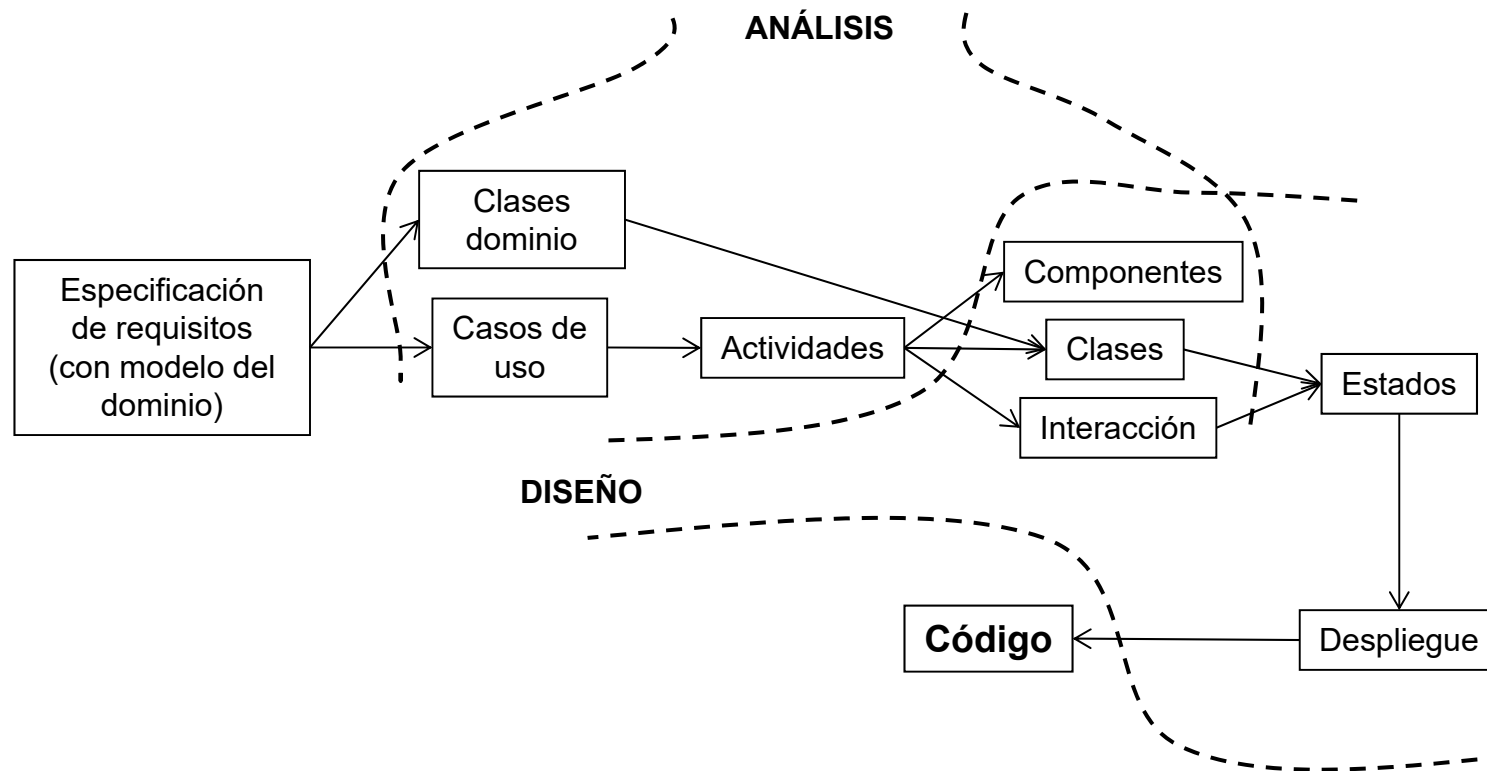 ANÁLISIS
Clases
dominio
Especificación
de requisitos
(con modelo del
dominio)
Casos de
uso
Actividades
Componentes
Clases
Interacción
Estados
DISEÑO
Código
Despliegue